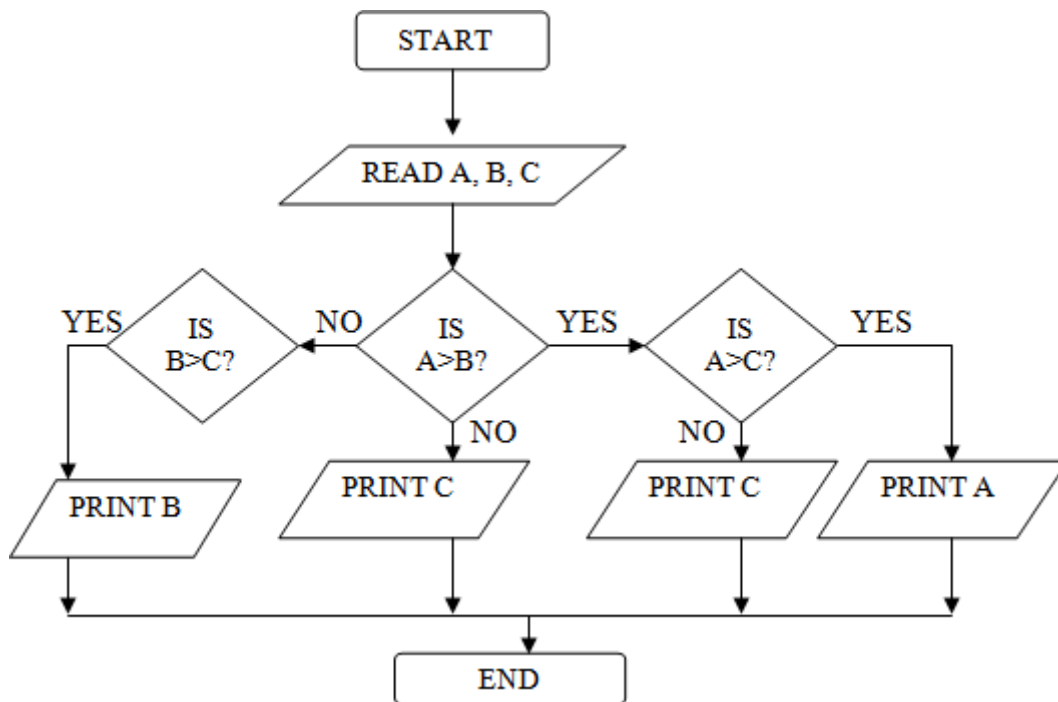 START
READ A, B, C
YES
IS
B>C?
NO
IS
A>B?
YES
IS
A>C?
YES
NO
NO
PRINT B
PRINT C
PRINT C
PRINT A
END